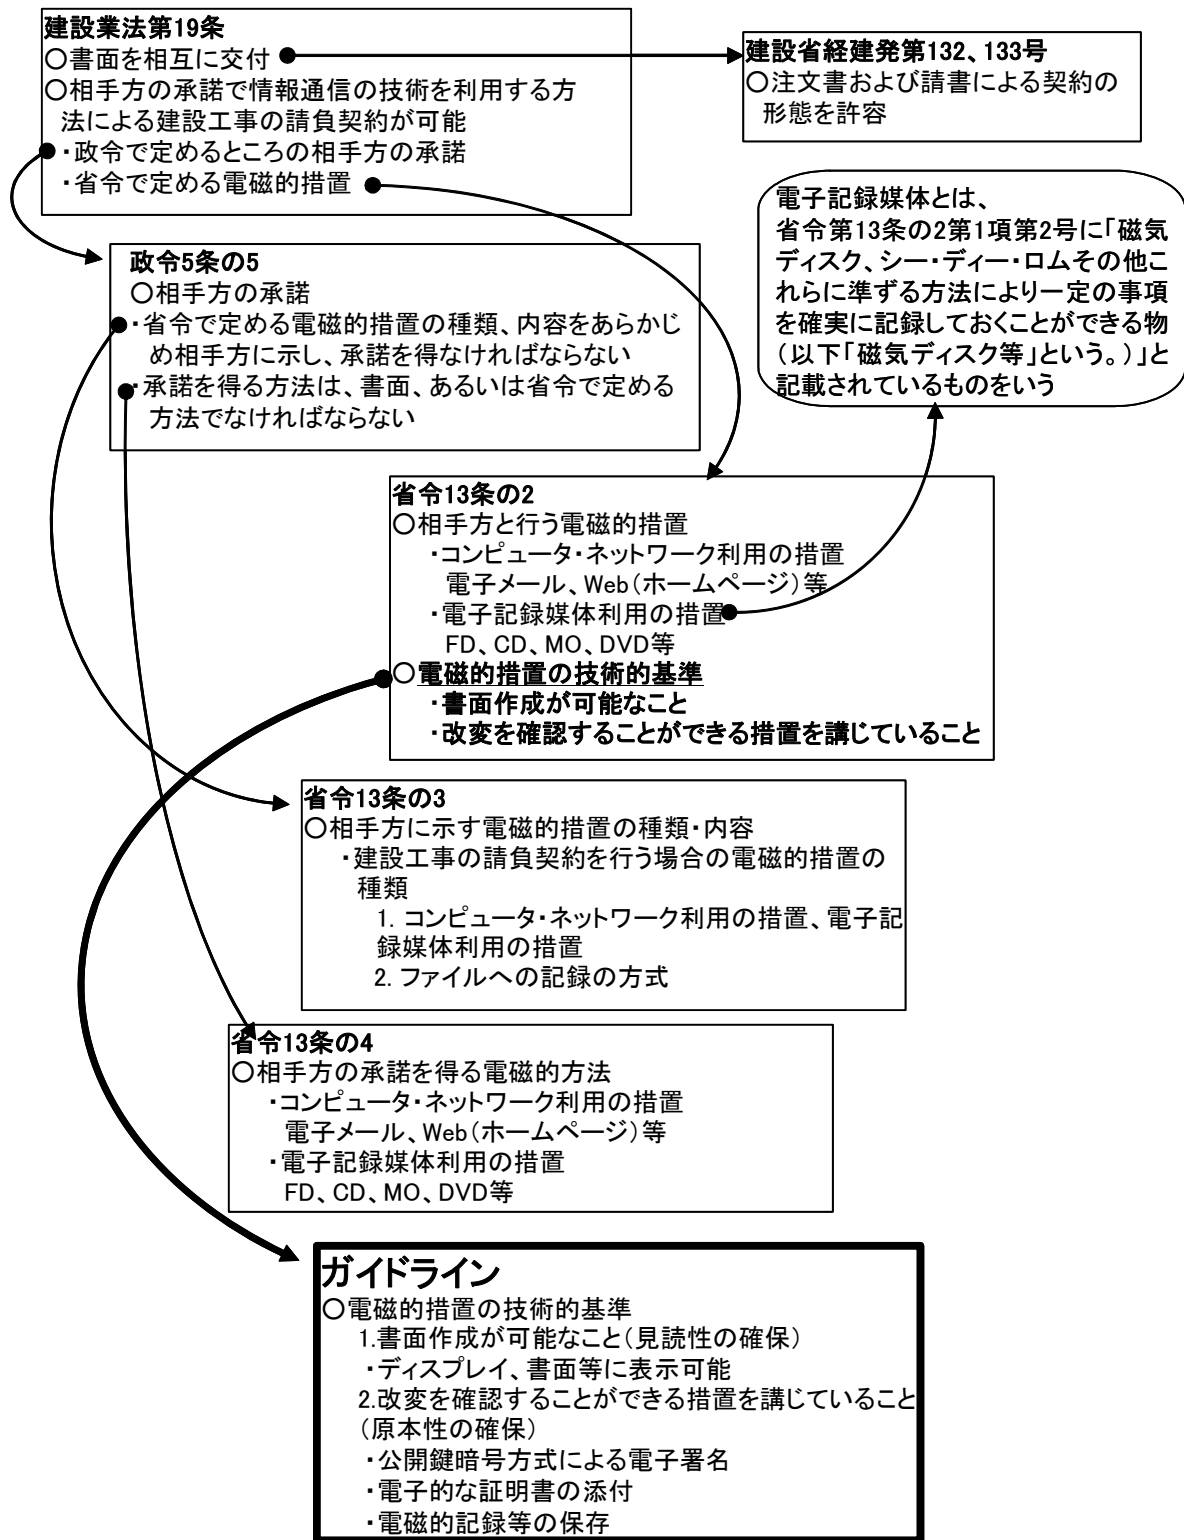 建設業法第19条
○書面を相互に交付
○相手方の承諾で情報通信の技術を利用する方
法による建設工事の請負契約が可能
・政令で定めるところの相手方の承諾
・省令で定める電磁的措置
建設省経建発第132、133号
○注文書および請書による契約の
形態を許容
電子記録媒体とは、
省令第13条の2第1項第2号に「磁気
ディスク、シー・ディー・ロムその他こ
れらに準ずる方法により一定の事項
を確実に記録しておくことができる物
（以下「磁気ディスク等」という。）」と
記載されているものをいう
政令5条の5
○相手方の承諾
・省令で定める電磁的措置の種類、内容をあらかじ
め相手方に示し、承諾を得なければならない
・承諾を得る方法は、書面、あるいは省令で定める
方法でなければならない
省令13条の2
○相手方と行う電磁的措置
・コンピュータ・ネットワーク利用の措置
電子メール、Web（ホームページ）等
・電子記録媒体利用の措置
FD、CD、MO、DVD等
○電磁的措置の技術的基準
・書面作成が可能なこと
・改変を確認することができる措置を講じていること
省令13条の3
○相手方に示す電磁的措置の種類・内容
・建設工事の請負契約を行う場合の電磁的措置の
種類
1. コンピュータ・ネットワーク利用の措置、電子記
録媒体利用の措置
2. ファイルへの記録の方式
省令13条の4
○相手方の承諾を得る電磁的方法
・コンピュータ・ネットワーク利用の措置
電子メール、Web（ホームページ）等
・電子記録媒体利用の措置
FD、CD、MO、DVD等
ガイドライン
○電磁的措置の技術的基準
1.書面作成が可能なこと（見読性の確保）
・ディスプレイ、書面等に表示可能
2.改変を確認することができる措置を講じていること
（原本性の確保）
・公開鍵暗号方式による電子署名
・電子的な証明書の添付
・電磁的記録等の保存